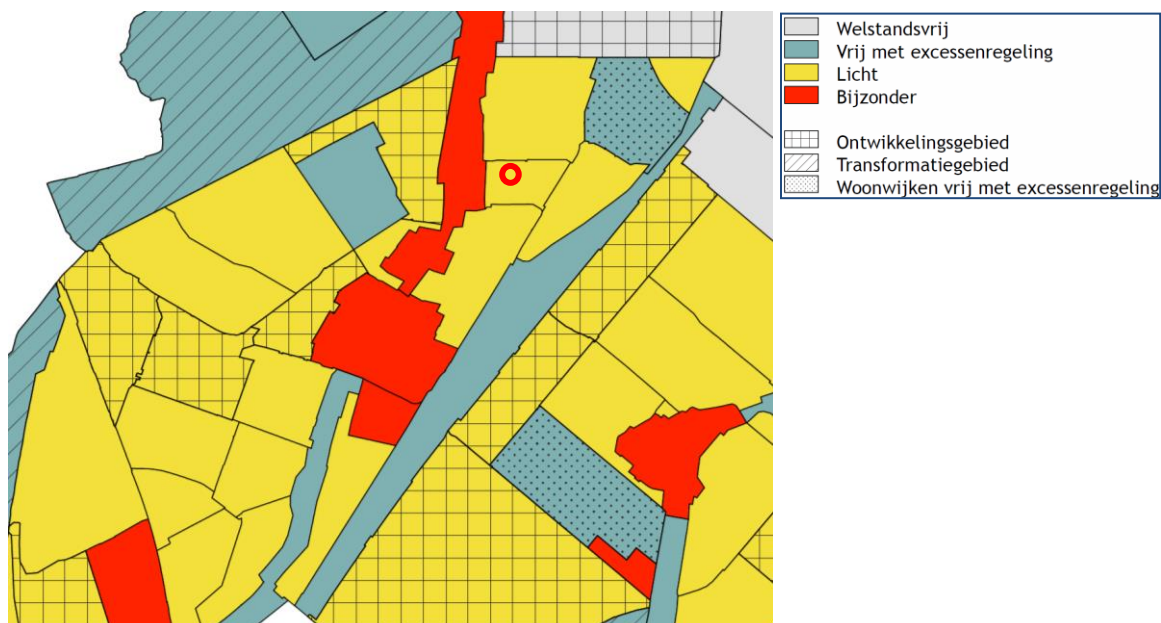 Welstandsvrij
Vrij met excessenregeling
Licht
Bijzonder
Ontwikkelingsgebied
Transformatiegebied
Woonwijken vrij met excessenregeling